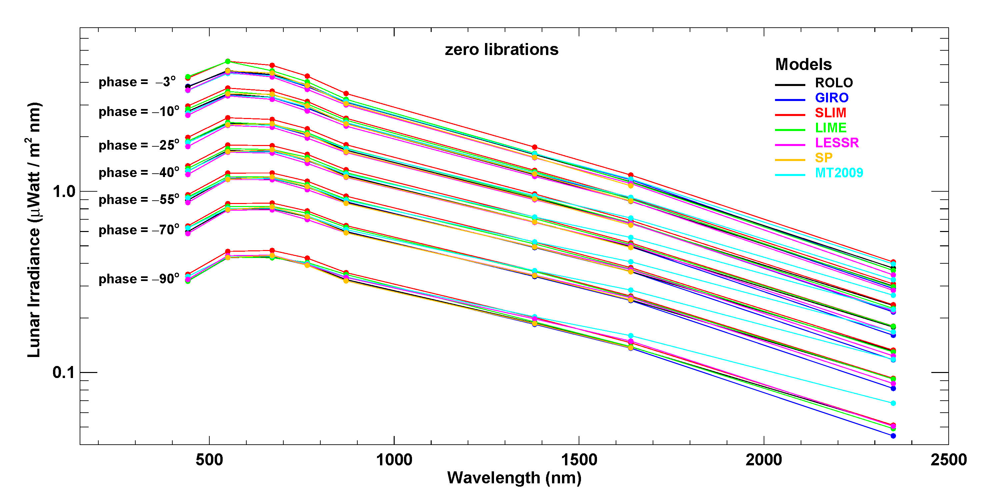 zero librations
Models
ROLO
GIRO
SLIM
LIME
LESSR
SP
MT2009
phase = −3°
phase = −10°
phase = −25°
phase = −40°
phase = −55°
phase = −70°
phase = −90°
Lunar Irradiance (μWatt / m² nm)
1.0
0.1
500 1000 1500 2000 2500
Wavelength (nm)